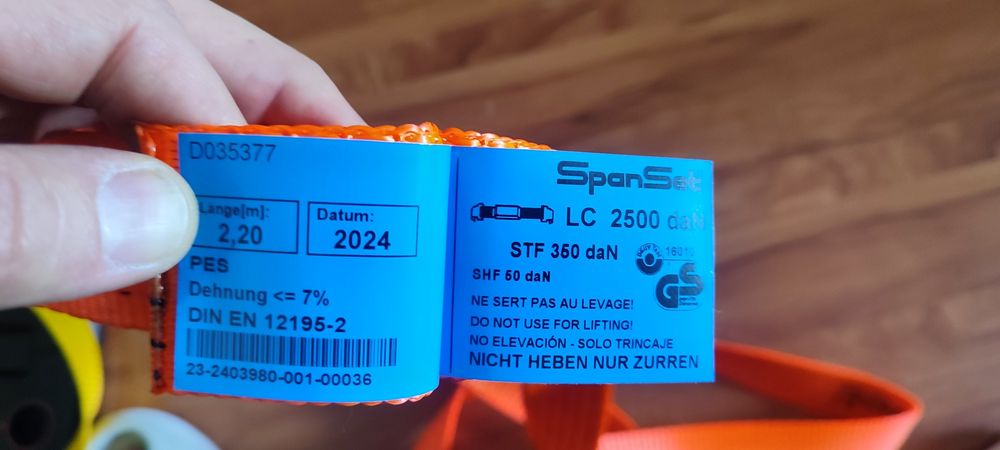 D035377
Länge[m]:
2,20
Datum:
2024
PES
Dehnung <= 7%
DIN EN 12195-2
23-2403980-001-00036
SpanSet
LC 2500 daN
STF 350 daN
SHF 50 daN
16010
GS
NE SERT PAS AU LEVAGE!
DO NOT USE FOR LIFTING!
NO ELEVACIÓN - SOLO TRINCAJE
NICHT HEBEN NUR ZURREN